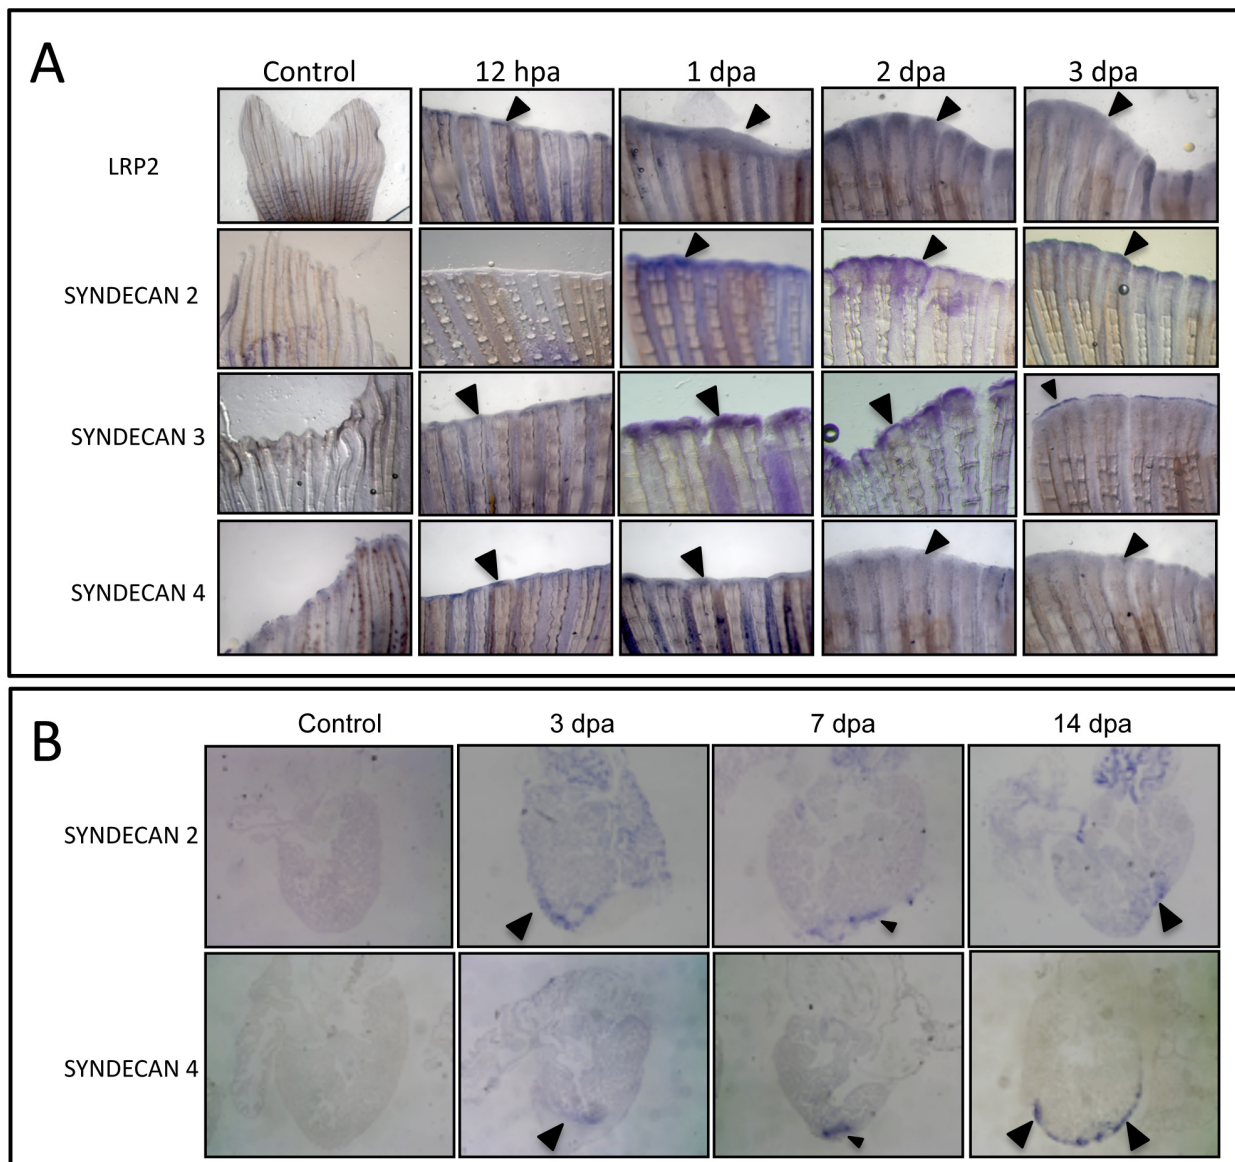 A
Control 12 hpa 1 dpa 2 dpa 3 dpa
LRP2
SYNDECAN 2
SYNDECAN 3
SYNDECAN 4
B
Control 3 dpa 7 dpa 14 dpa
SYNDECAN 2
SYNDECAN 4